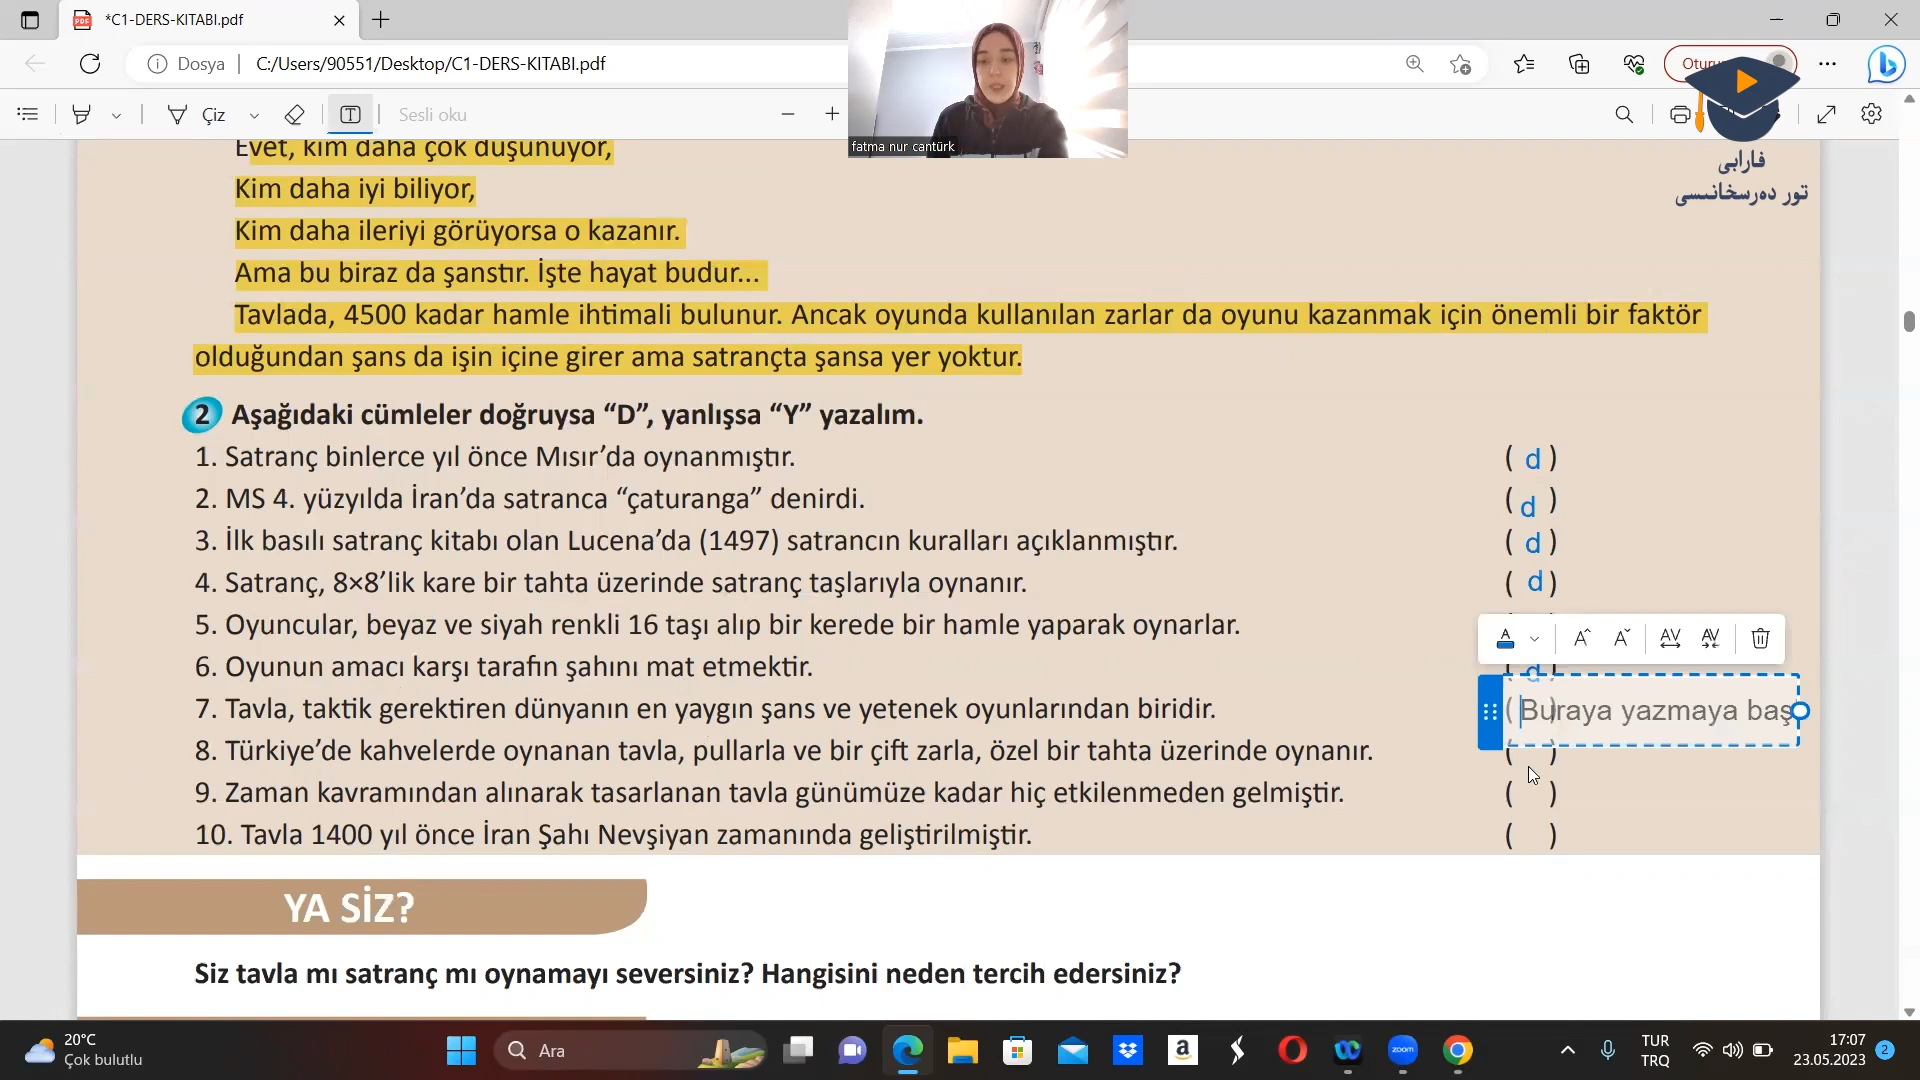 *C1-DERS-KITABI.pdf
Dosya
C:/Users/90551/Desktop/C1-DERS-KITABI.pdf
Çiz
Sesli oku
fatma nur cantürk
فارابى
تور دەرسخانىسى
Evet, kim daha çok düşünüyor,
Kim daha iyi biliyor,
Kim daha ileriyi görüyorsa o kazanır.
Ama bu biraz da şanstır. İşte hayat budur...
Tavlada, 4500 kadar hamle ihtimali bulunur. Ancak oyunda kullanılan zarlar da oyunu kazanmak için önemli bir faktör
olduğundan şans da işin içine girer ama satrançta şansa yer yoktur.
2 Aşağıdaki cümleler doğruysa “D”, yanlışsa “Y” yazalım.
1. Satranç binlerce yıl önce Mısır’da oynanmıştır. ( d )
2. MS 4. yüzyılda İran’da satranca “çaturanga” denirdi. ( d )
3. İlk basılı satranç kitabı olan Lucena’da (1497) satrancın kuralları açıklanmıştır. ( d )
4. Satranç, 8×8’lik kare bir tahta üzerinde satranç taşlarıyla oynanır. ( d )
5. Oyuncular, beyaz ve siyah renkli 16 taşı alıp bir kerede bir hamle yaparak oynarlar.
6. Oyunun amacı karşı tarafın şahını mat etmektir. ( d )
7. Tavla, taktik gerektiren dünyanın en yaygın şans ve yetenek oyunlarından biridir. ( ) Buraya yazmaya baş
8. Türkiye’de kahvelerde oynanan tavla, pullarla ve bir çift zarla, özel bir tahta üzerinde oynanır. ( )
9. Zaman kavramından alınarak tasarlanan tavla günümüze kadar hiç etkilenmeden gelmiştir. ( )
10. Tavla 1400 yıl önce İran Şahı Nevşiyan zamanında geliştirilmiştir. ( )
YA SİZ?
Siz tavla mı satranç mı oynamayı seversiniz? Hangisini neden tercih edersiniz?
20°C
Çok bulutlu
Ara
zoom
TUR
TRQ
17:07
23.05.2023
2